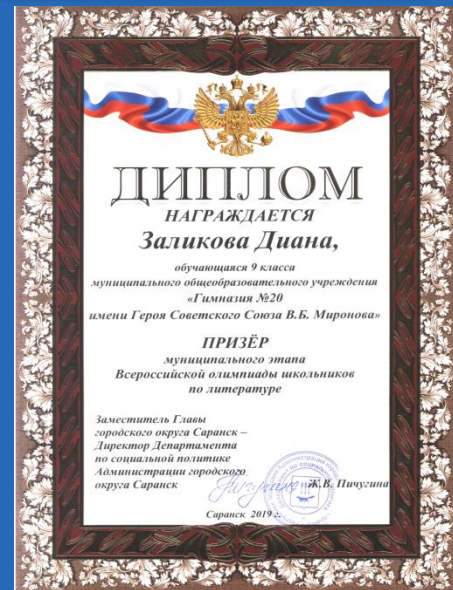 ДИПЛОМ
НАГРАЖДАЕТСЯ
Заликова Диана,
обучающаяся 9 класса
муниципального общеобразовательного учреждения
«Гимназия №20
имени Героя Советского Союза В.Б. Миронова»
ПРИЗЁР
муниципального этапа
Всероссийской олимпиады школьников
по литературе
Заместитель Главы
городского округа Саранск –
Директор Департамента
по социальной политике
Администрации городского
округа Саранск Ж.В. Пичугина
Саранск 2019 г.